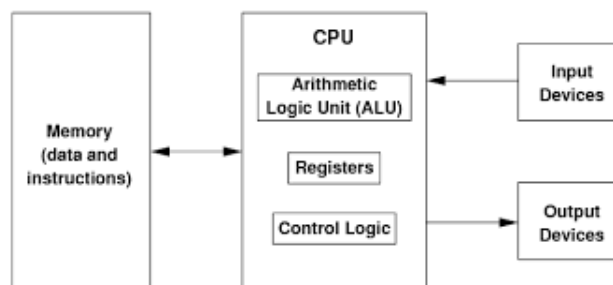 Memory
(data and
instructions)
CPU
Arithmetic
Logic Unit (ALU)
Registers
Control Logic
Input
Devices
Output
Devices